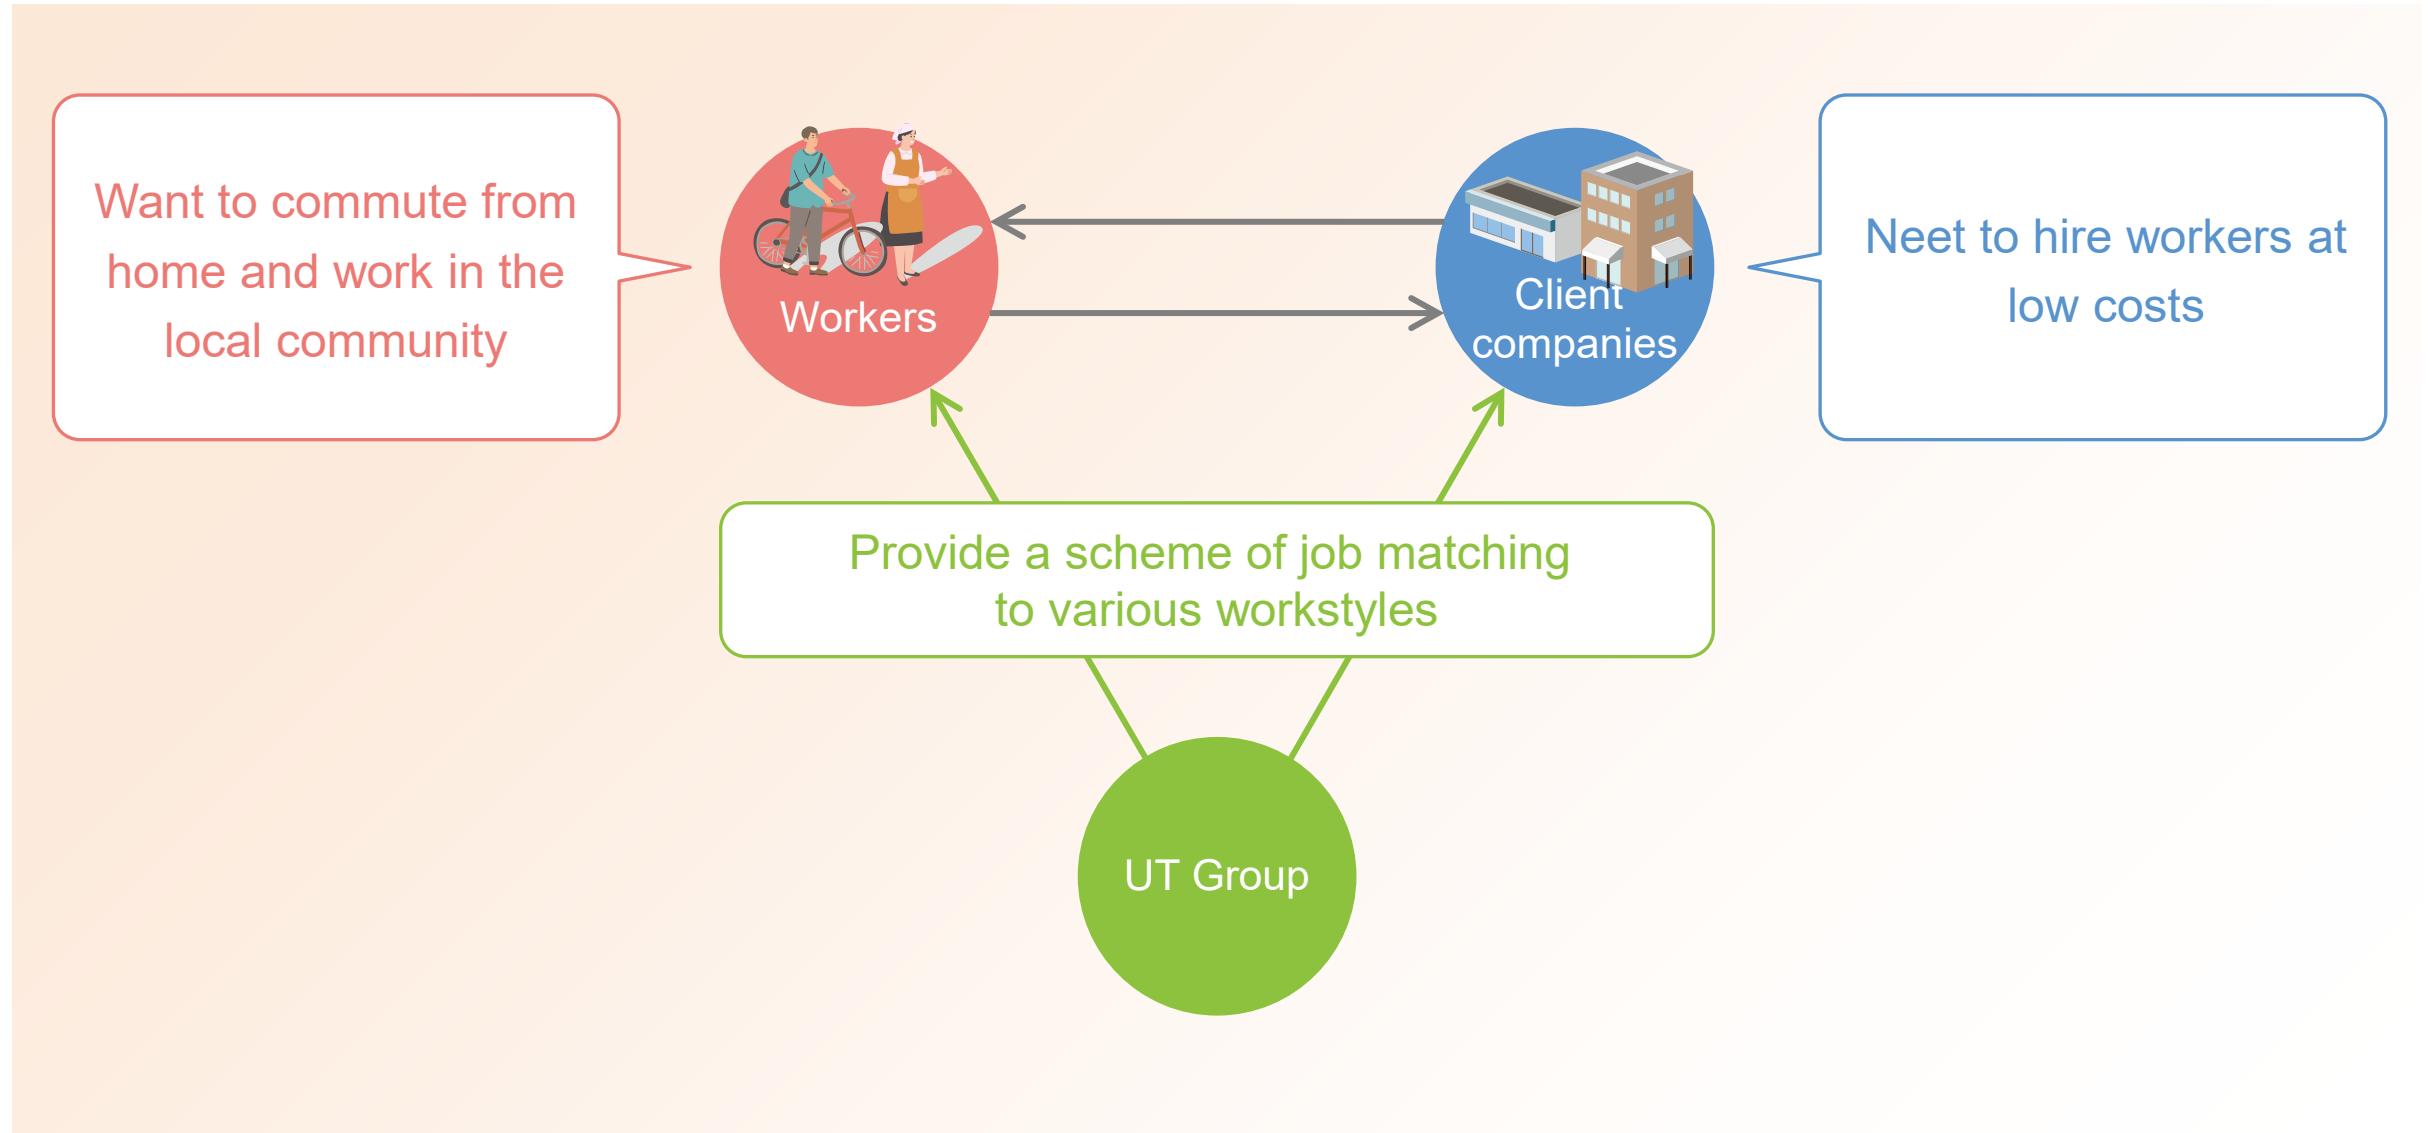 Want to commute from
home and work in the
local community
Workers
Client
companies
Neet to hire workers at
low costs
Provide a scheme of job matching
to various workstyles
UT Group